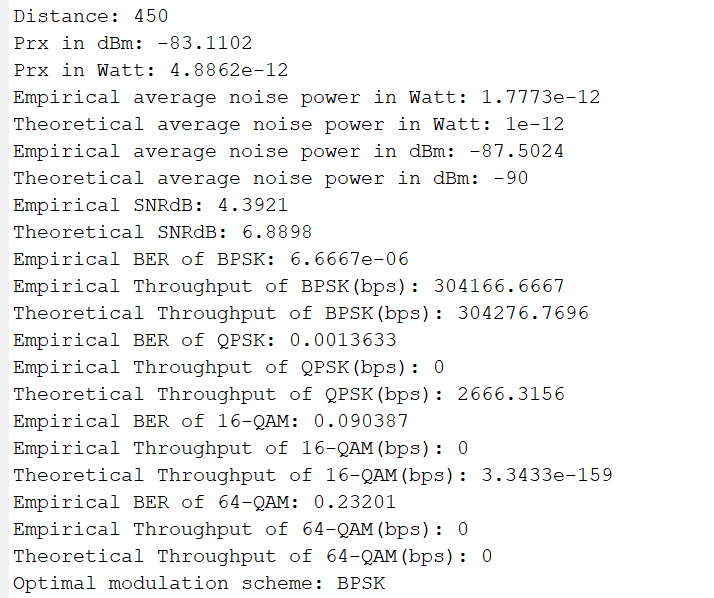 Distance: 450
Prx in dBm: -83.1102
Prx in Watt: 4.8862e-12
Empirical average noise power in Watt: 1.7773e-12
Theoretical average noise power in Watt: 1e-12
Empirical average noise power in dBm: -87.5024
Theoretical average noise power in dBm: -90
Empirical SNRdB: 4.3921
Theoretical SNRdB: 6.8898
Empirical BER of BPSK: 6.6667e-06
Empirical Throughput of BPSK(bps): 304166.6667
Theoretical Throughput of BPSK(bps): 304276.7696
Empirical BER of QPSK: 0.0013633
Empirical Throughput of QPSK(bps): 0
Theoretical Throughput of QPSK(bps): 2666.3156
Empirical BER of 16-QAM: 0.090387
Empirical Throughput of 16-QAM(bps): 0
Theoretical Throughput of 16-QAM(bps): 3.3433e-159
Empirical BER of 64-QAM: 0.23201
Empirical Throughput of 64-QAM(bps): 0
Theoretical Throughput of 64-QAM(bps): 0
Optimal modulation scheme: BPSK